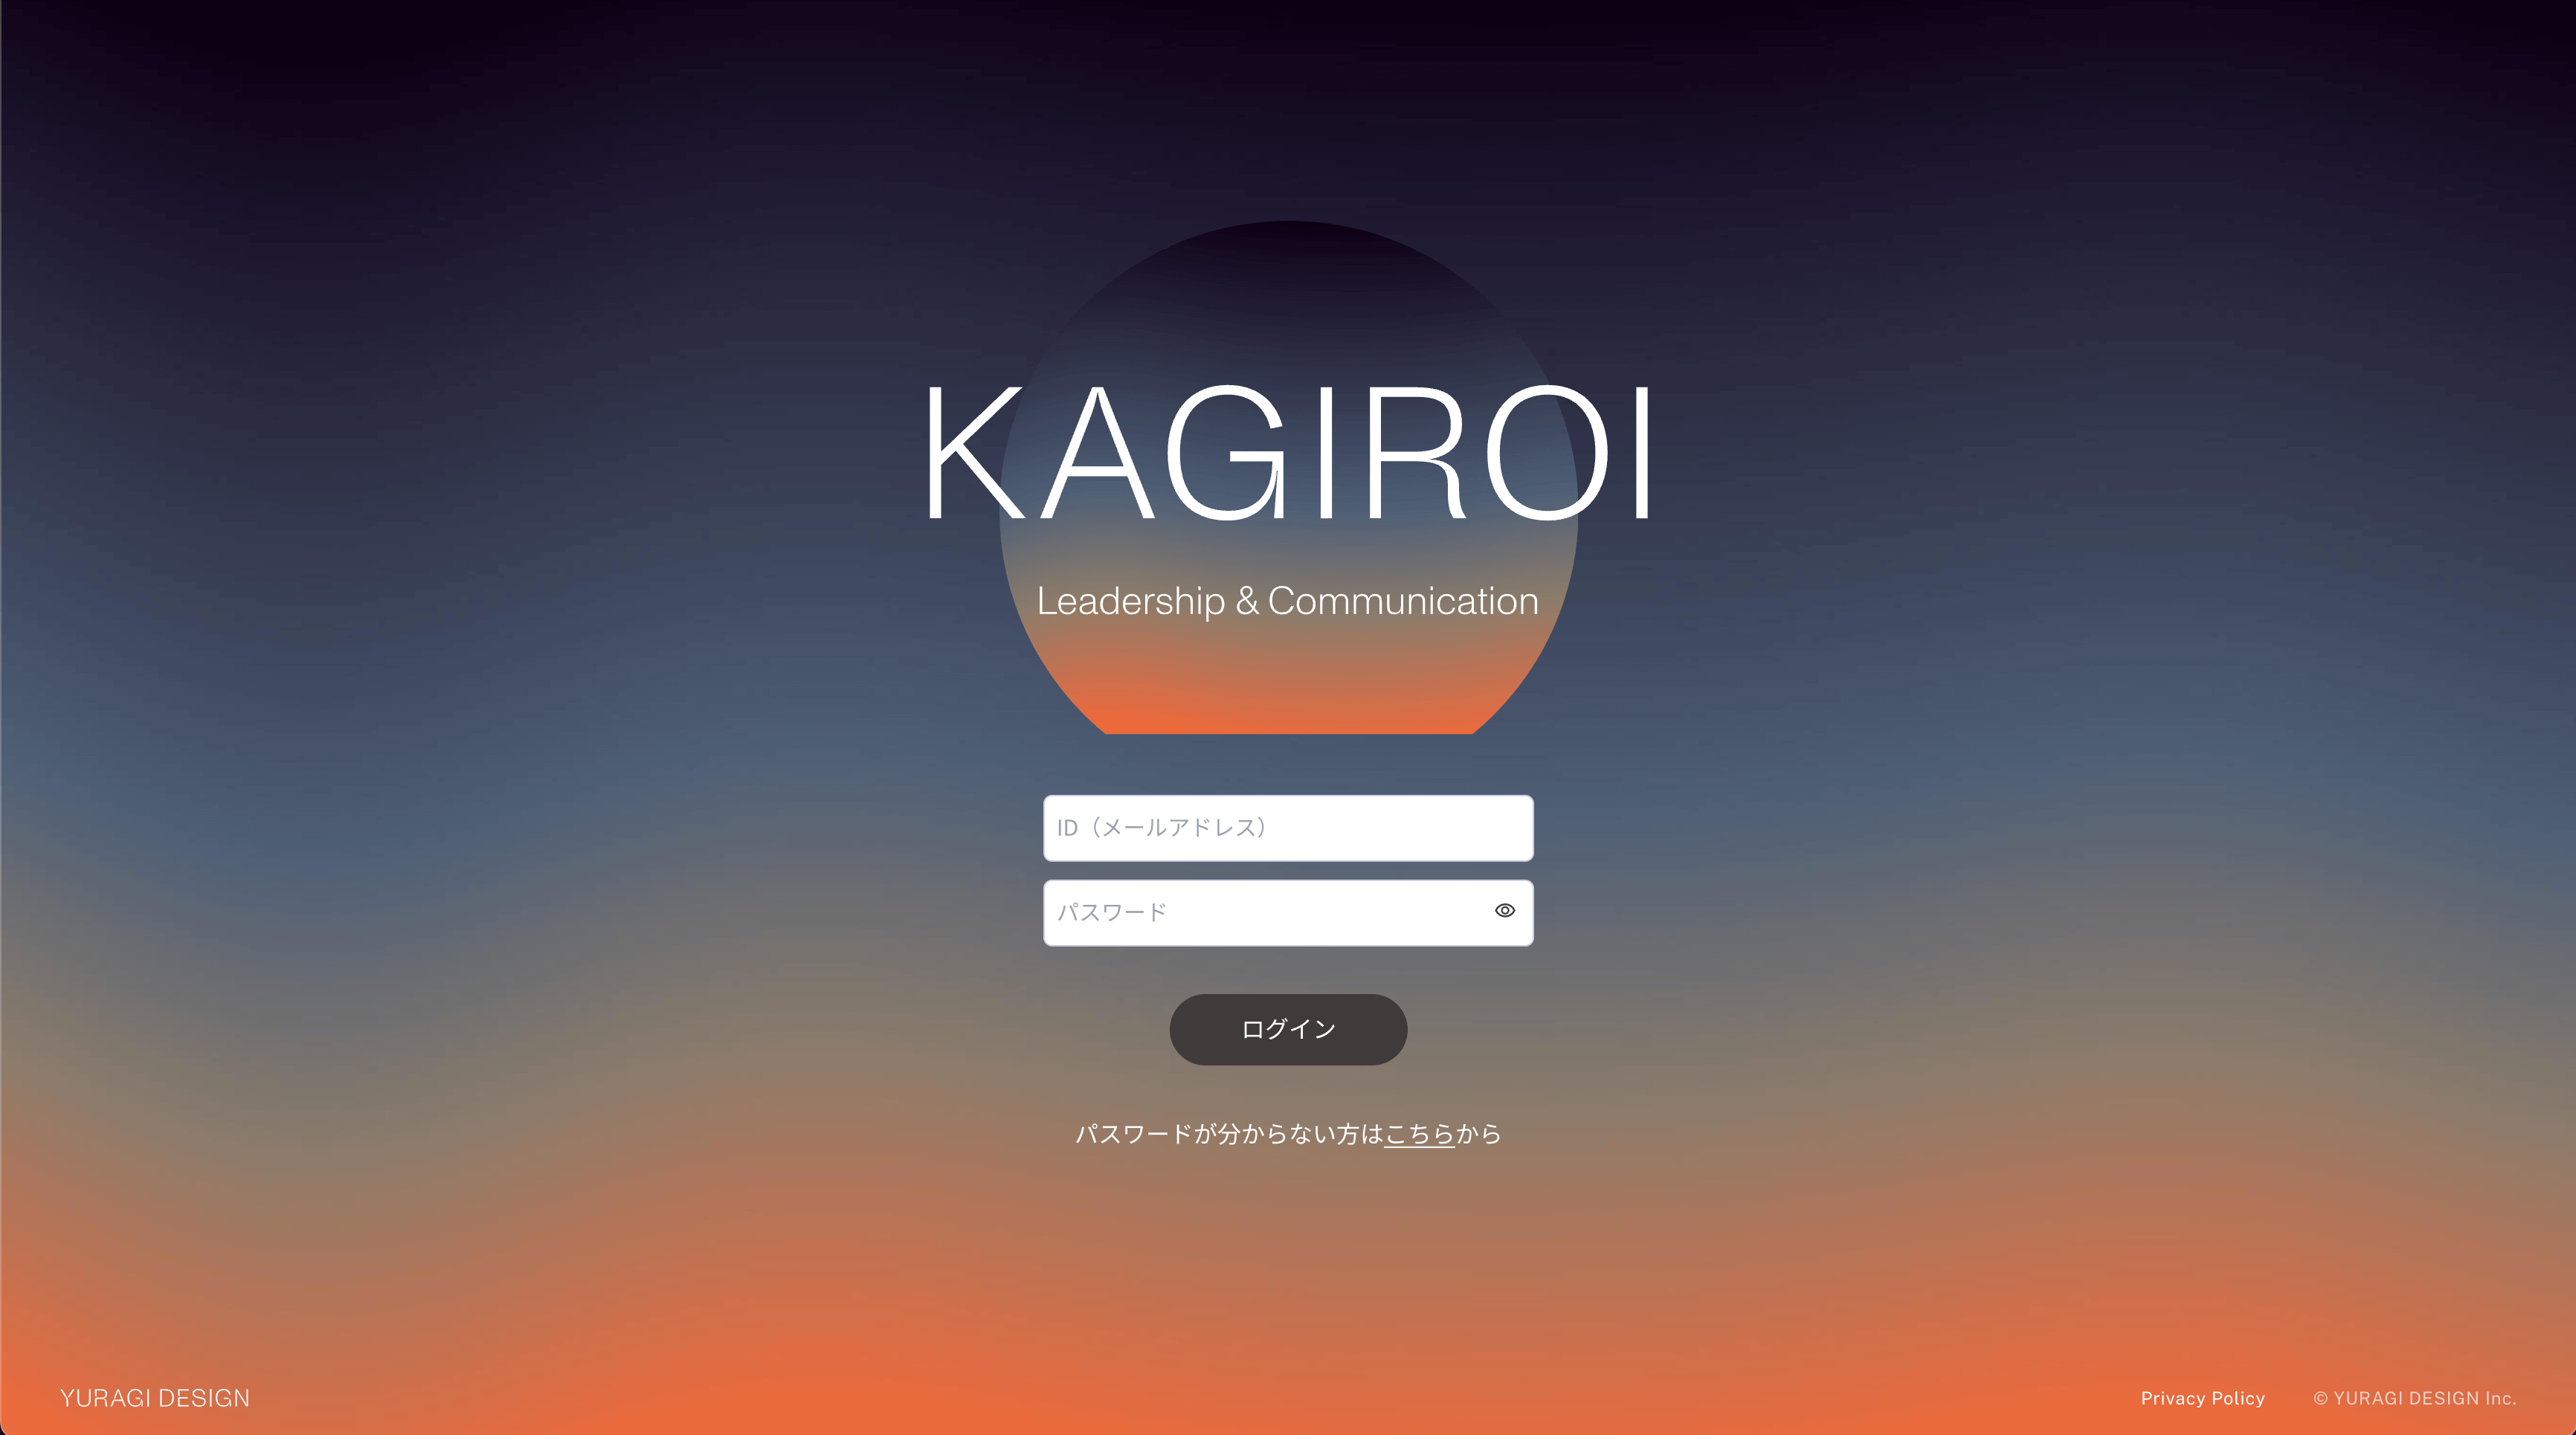 KAGIROI
Leadership & Communication
ID（メールアドレス）
パスワード
ログイン
パスワードが分からない方はこちらから
YURAGI DESIGN
Privacy Policy
© YURAGI DESIGN Inc.